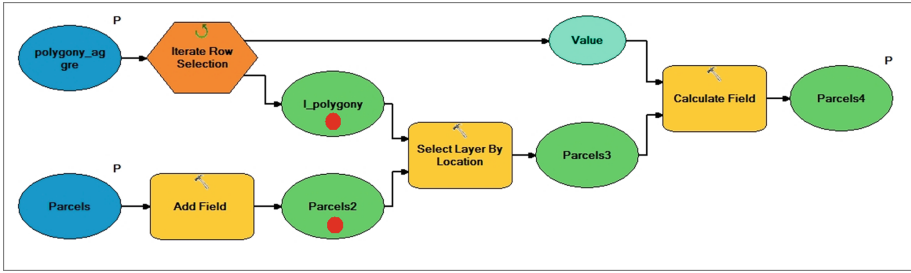 P
polygony_ag
gre
Iterate Row
Selection
Value
I_polygony
Calculate Field
P
Parcels4
Select Layer By
Location
Parcels3
P
Parcels
Add Field
Parcels2